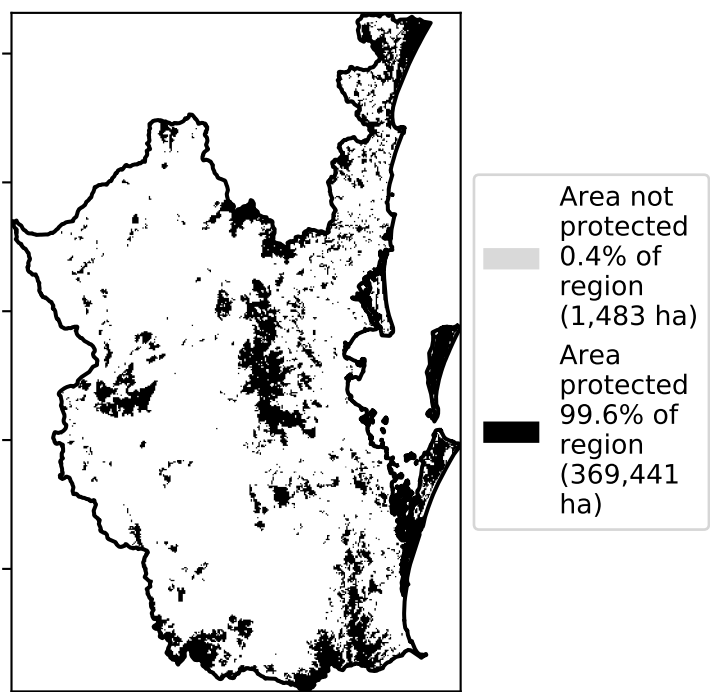 Area not
protected
0.4% of
region
(1,483 ha)
Area
protected
99.6% of
region
(369,441
ha)